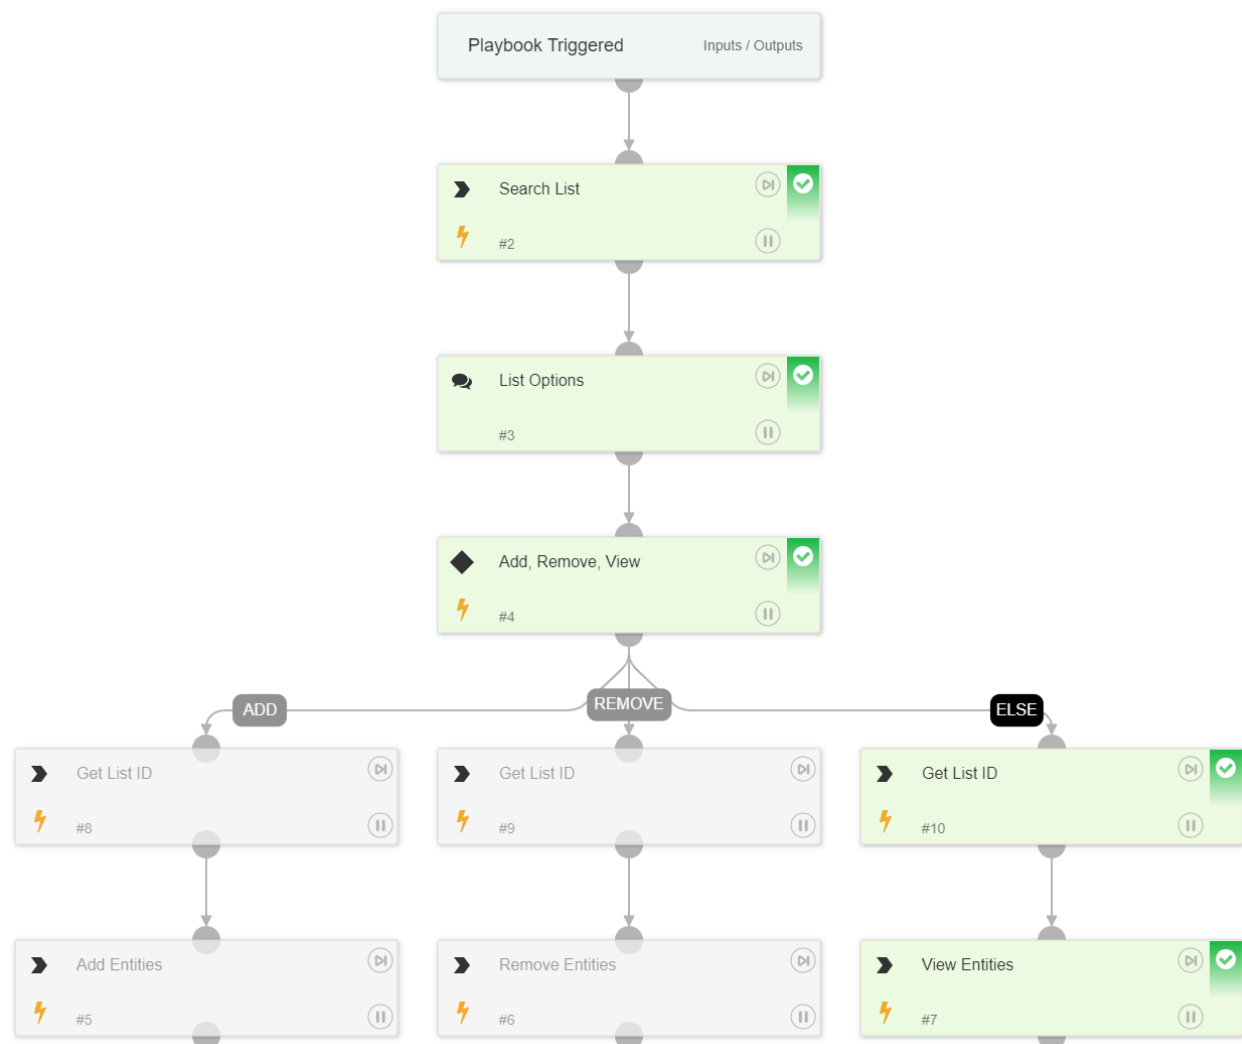 Playbook Triggered Inputs / Outputs
Search List
#2
List Options
#3
Add, Remove, View
#4
ADD
REMOVE
ELSE
Get List ID
#8
Get List ID
#9
Get List ID
#10
Add Entities
#5
Remove Entities
#6
View Entities
#7